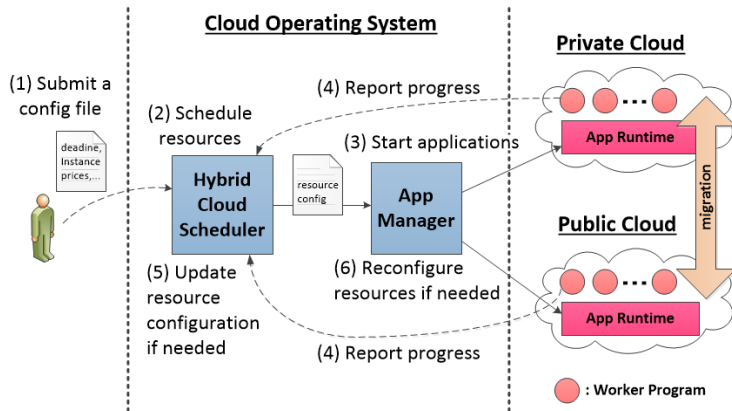 Cloud Operating System
Private Cloud
(1) Submit a
config file
(4) Report progress
(2) Schedule
resources
(3) Start applications
App Runtime
deadine,
Instance
prices,...
Hybrid
Cloud
Scheduler
resource
config
App
Manager
migration
Public Cloud
(5) Update
resource
configuration
if needed
(6) Reconfigure
resources if needed
App Runtime
(4) Report progress
: Worker Program